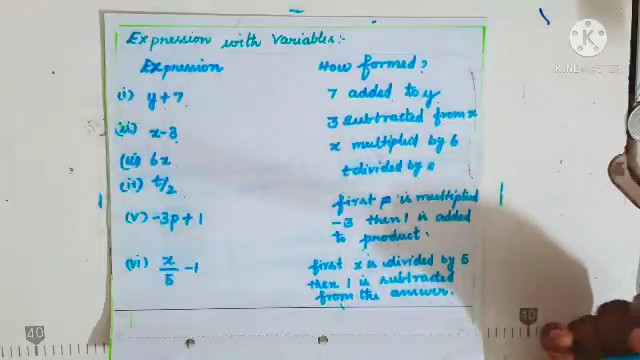 Expression with Variables:-
Expression How formed?
(i) y+7 7 added to y
(ii) x-3 3 subtracted from x
(iii) 6x x multiplied by 6
t/2 t divided by
(v) -3p+1 first p is multiplied
-3 then 1 is added
to product.
(vi) x/5 -1 first x is divided by 5
then 1 is subtracted
from the answer.
KINEMASTER
40
10